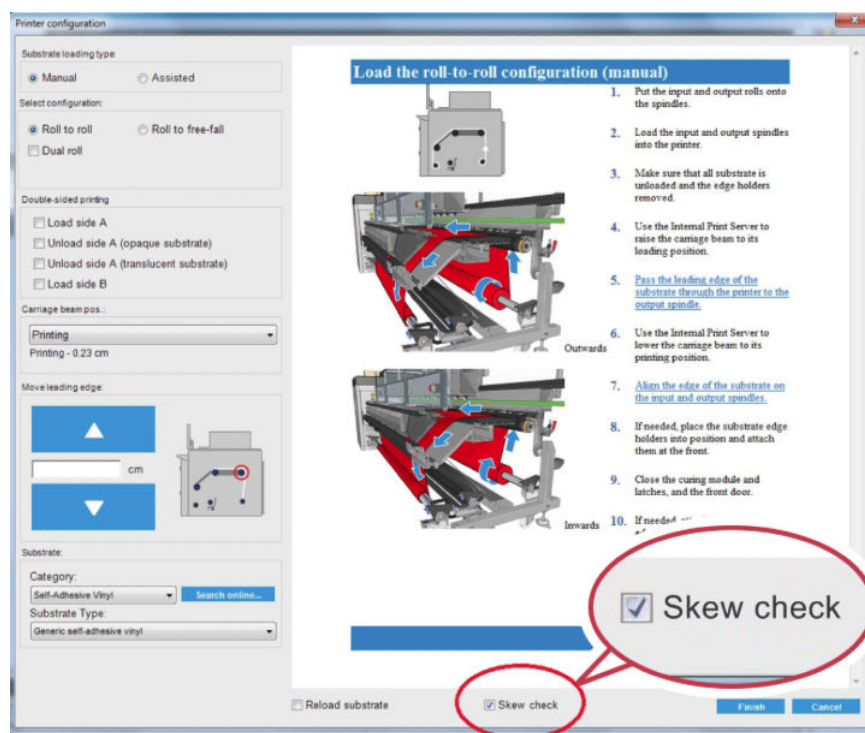 Printer configuration
Substrate loading type:
Manual
Assisted
Select configuration:
Roll to roll
Roll to free-fall
Dual roll
Double-sided printing
Load side A
Unload side A (opaque substrate)
Unload side A (translucent substrate)
Load side B
Carriage beam pos.:
Printing
Printing - 0.23 cm
Move leading edge:
cm
Substrate:
Category:
Self-Adhesive Vinyl
Search online...
Substrate Type:
Generic self-adhesive vinyl
Load the roll-to-roll configuration (manual)
1. Put the input and output rolls onto
the spindles.
2. Load the input and output spindles
into the printer.
3. Make sure that all substrate is
unloaded and the edge holders
removed.
4. Use the Internal Print Server to
raise the carriage beam to its
loading position.
5. Pass the leading edge of the
substrate through the printer to the
output spindle.
Outwards
6. Use the Internal Print Server to
lower the carriage beam to its
printing position.
7. Align the edge of the substrate on
the input and output spindles.
8. If needed, place the substrate edge
holders into position and attach
them at the front.
9. Close the curing module and
latches, and the front door.
Inwards
10. If needed,
Skew check
Reload substrate
Skew check
Finish
Cancel